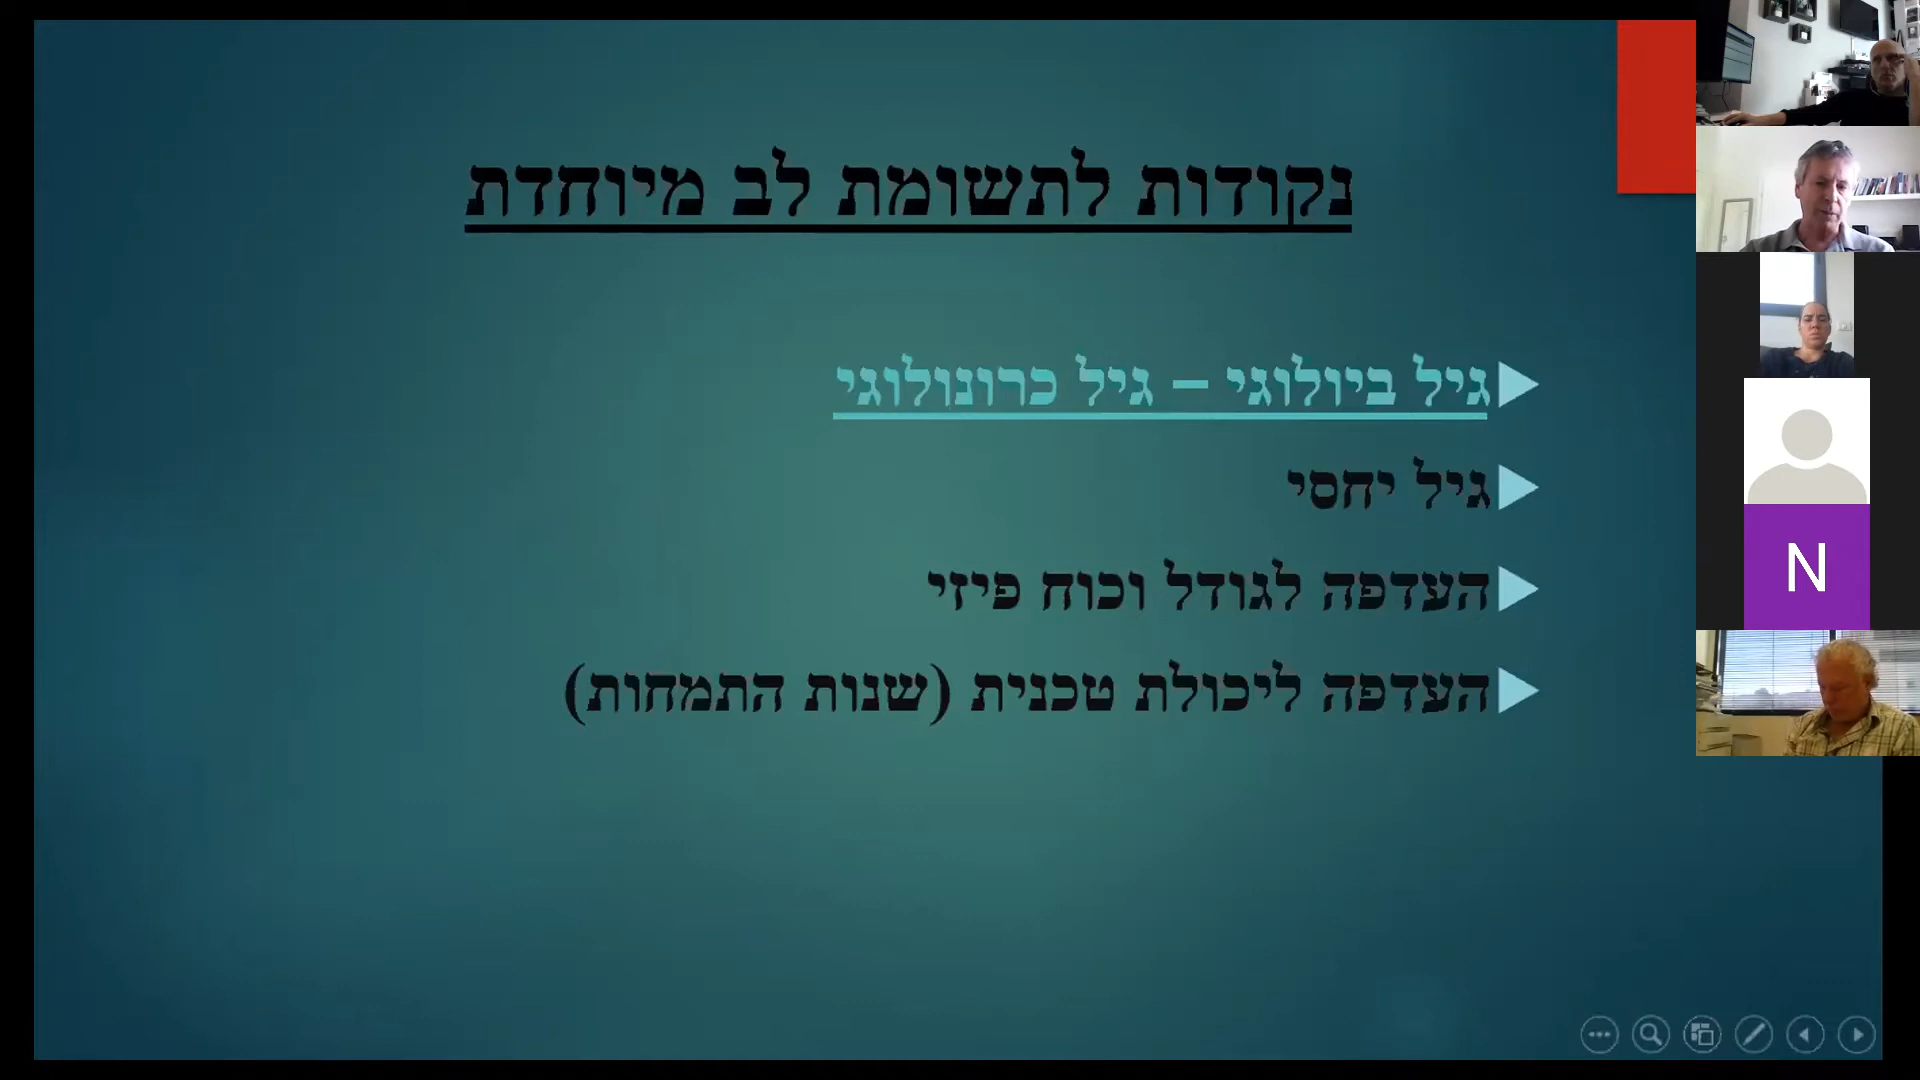 נקודות לתשומת לב מיוחדת
גיל ביולוגי – גיל כרונולוגי
גיל יחסי
העדפה לגודל וכוח פיזי
העדפה ליכולת טכנית (שנות התמחות)
N